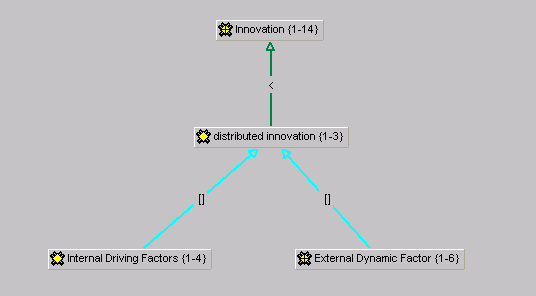 Innovation {1-14}
<
distributed innovation {1-3}
[]
[]
Internal Driving Factors {1-4}
External Dynamic Factor {1-6}